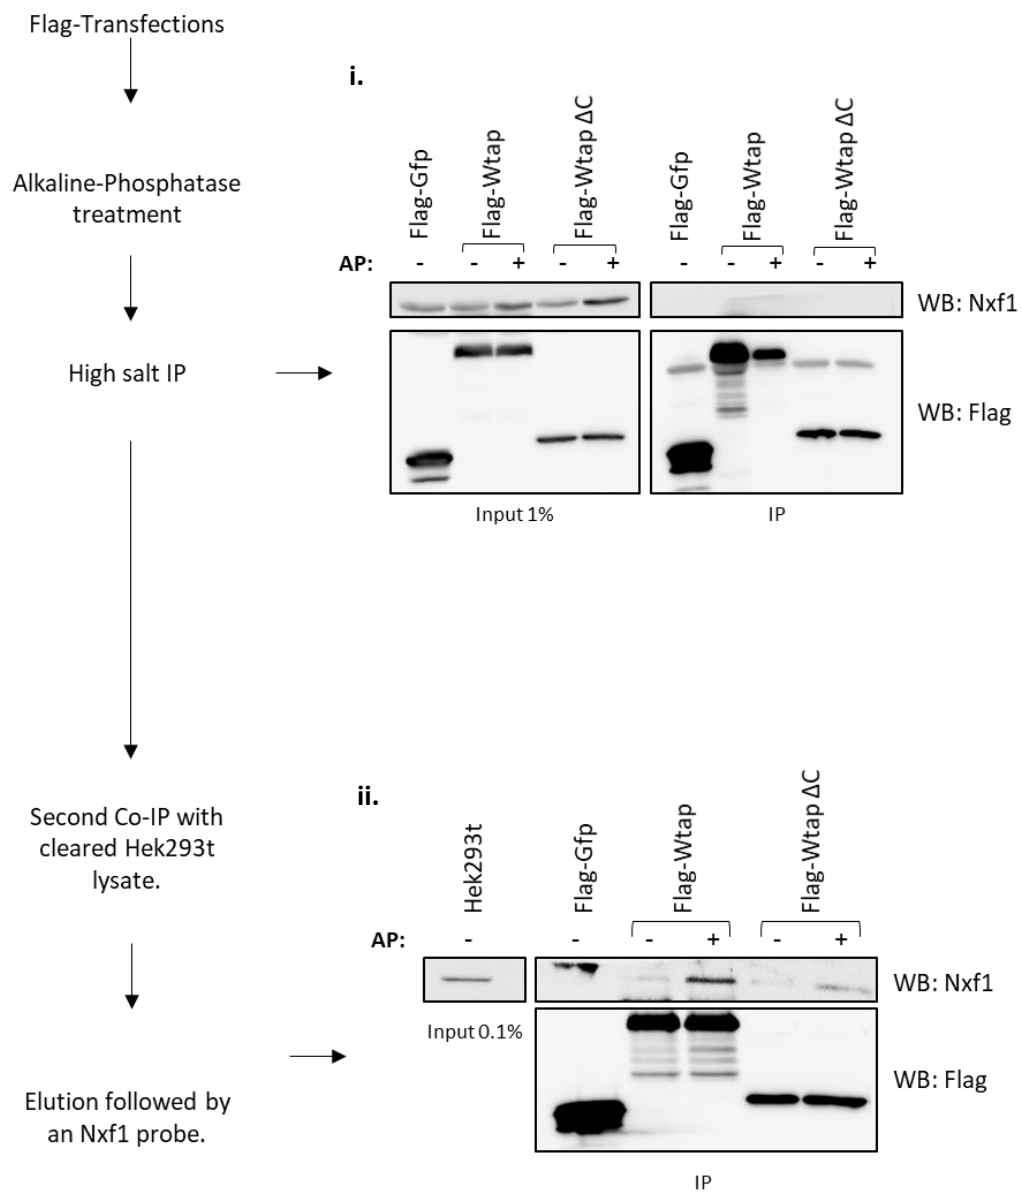 Flag-Transfections
Alkaline-Phosphatase
treatment
High salt IP
Second Co-IP with
cleared Hek293t
lysate.
Elution followed by
an Nxf1 probe.
i.
Flag-Gfp
Flag-Wtap
Flag-Wtap ΔC
Flag-Gfp
Flag-Wtap
Flag-Wtap ΔC
AP: - - + - + - - + - +
WB: Nxf1
WB: Flag
Input 1%
IP
ii.
Hek293t
Flag-Gfp
Flag-Wtap
Flag-Wtap ΔC
AP: - - - + - +
WB: Nxf1
Input 0.1%
WB: Flag
IP